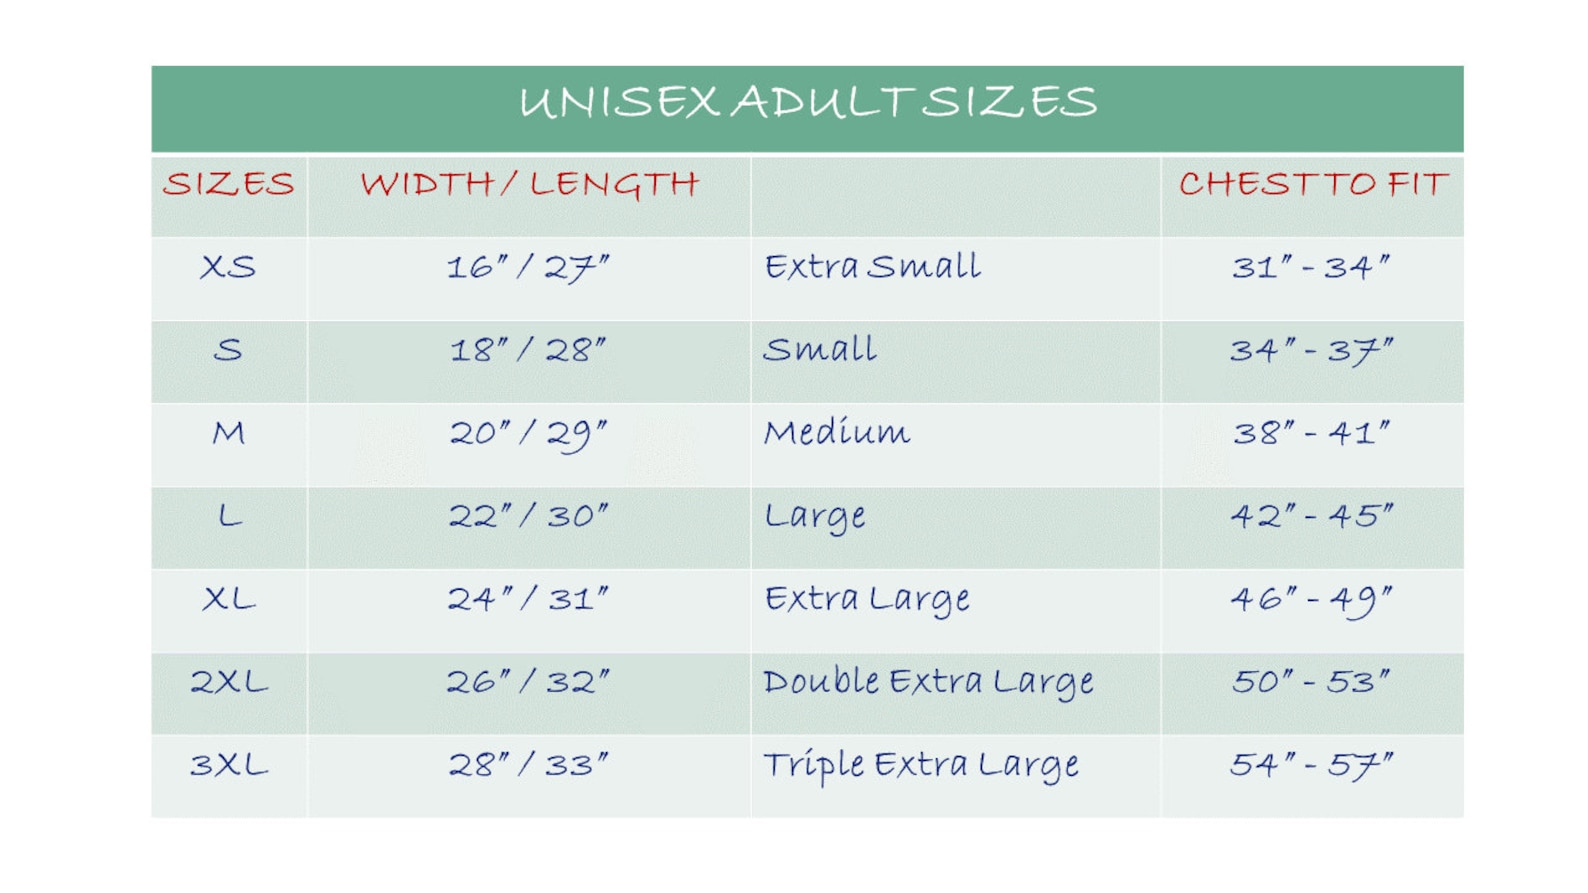 UNISEX ADULT SIZES
SIZES WIDTH / LENGTH CHEST TO FIT
XS 16" / 27" Extra Small 31" - 34"
S 18" / 28" Small 34" - 37"
M 20" / 29" Medium 38" - 41"
L 22" / 30" Large 42" - 45"
XL 24" / 31" Extra Large 46" - 49"
2XL 26" / 32" Double Extra Large 50" - 53"
3XL 28" / 33" Triple Extra Large 54" - 57"